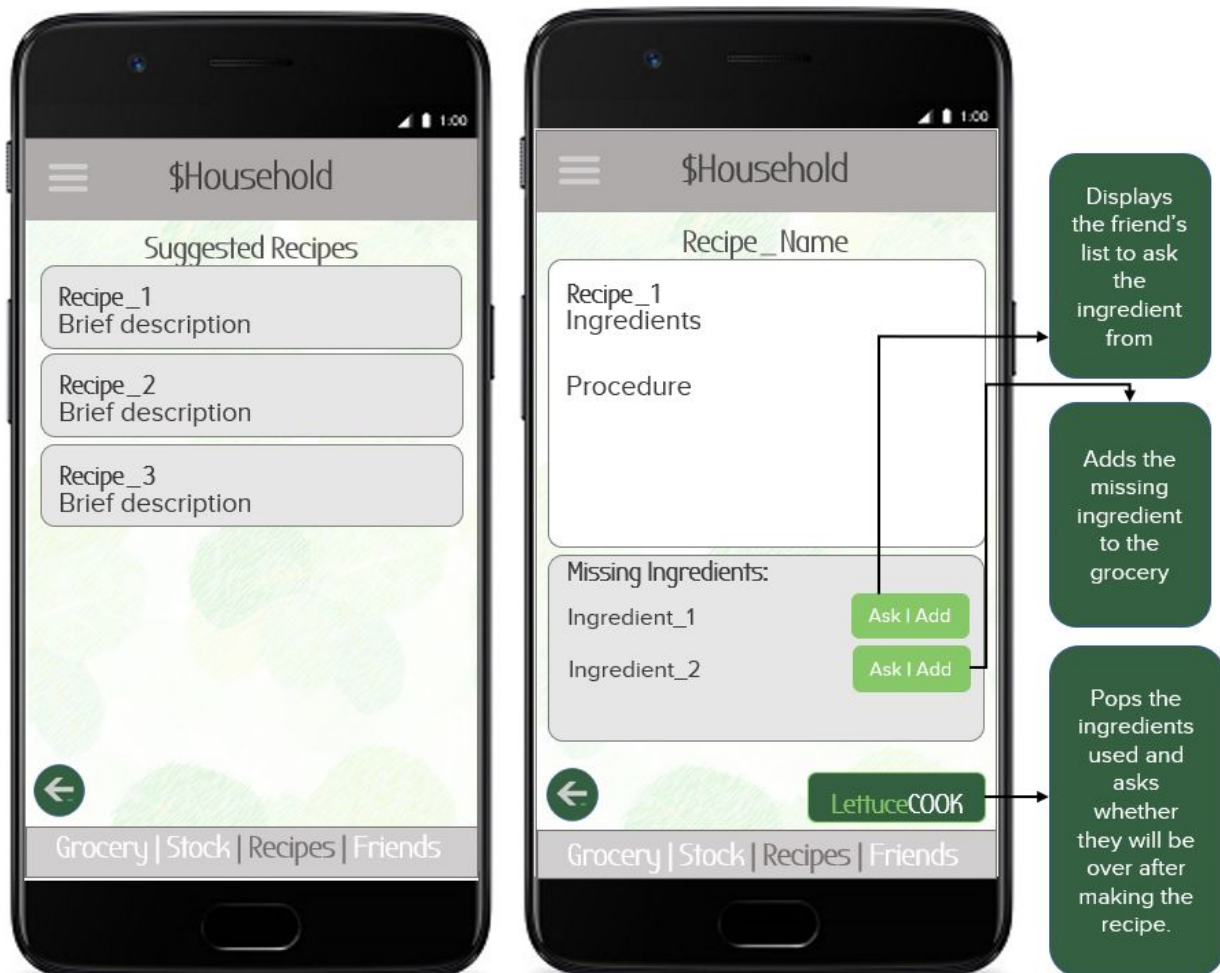 1:00
$Household
Suggested Recipes
Recipe_1
Brief description
Recipe_2
Brief description
Recipe_3
Brief description
Grocery | Stock | Recipes | Friends
1:00
$Household
Recipe_Name
Recipe_1
Ingredients
Procedure
Missing Ingredients:
Ingredient_1
Ask | Add
Ingredient_2
Ask | Add
LettuceCOOK
Grocery | Stock | Recipes | Friends
Displays
the friend's
list to ask
the
ingredient
from
Adds the
missing
ingredient
to the
grocery
Pops the
ingredients
used and
asks
whether
they will be
over after
making the
recipe.